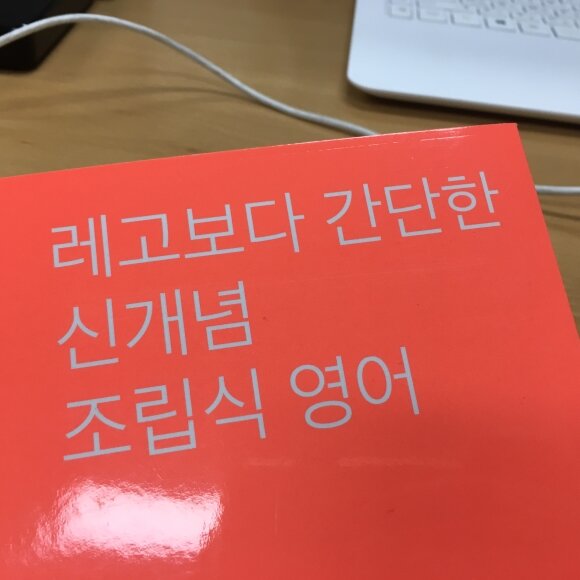 레고보다 간단한
신개념
조립식 영어